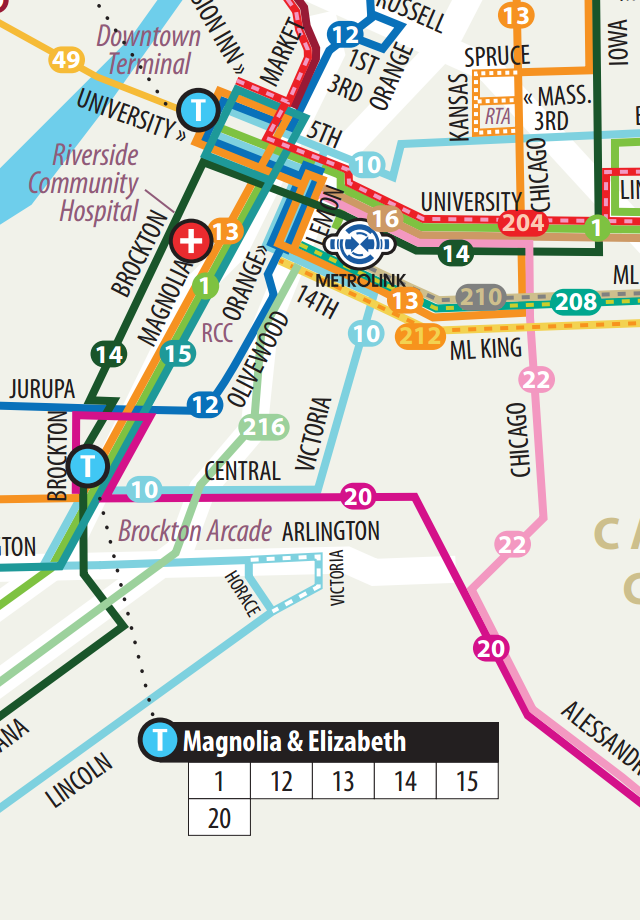 RUSSELL
13
12
SION INN »
MARKET
IOWA
Downtown
Terminal
49
1ST
3RD
ORANGE
SPRUCE
KANSAS
RTA
« MASS.
3RD
T
UNIVERSITY »
5TH
10
CHICAGO
Riverside
Community
Hospital
UNIVERSITY
LIN
LEMON
16
204
1
13
14
BROCKTON
MAGNOLIA
ORANGE»
METROLINK
ML
1
14TH
13
210
208
RCC
10
212
ML KING
14
15
OLIVEWOOD
22
JURUPA
12
BROCKTON
216
VICTORIA
CHICAGO
T
CENTRAL
10
20
Brockton Arcade
ARLINGTON
GTON
22
CA
C
HORACE
VICTORIA
20
ALESSANDR
ANA
LINCOLN
T Magnolia & Elizabeth
1 12 13 14 15
20